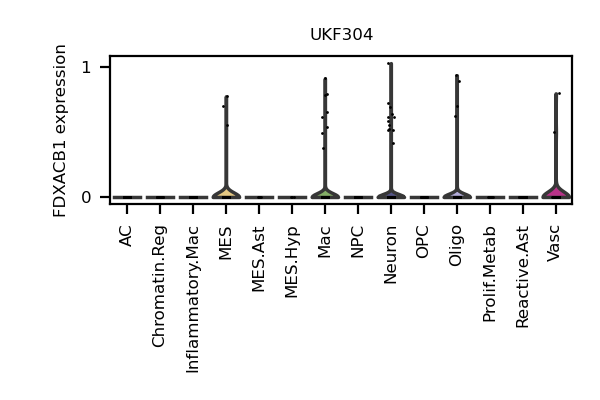 UKF304
FDXACB1 expression
1
0
AC
Chromatin.Reg
Inflammatory.Mac
MES
MES.Ast
MES.Hyp
Mac
NPC
Neuron
OPC
Oligo
Prolif.Metab
Reactive.Ast
Vasc